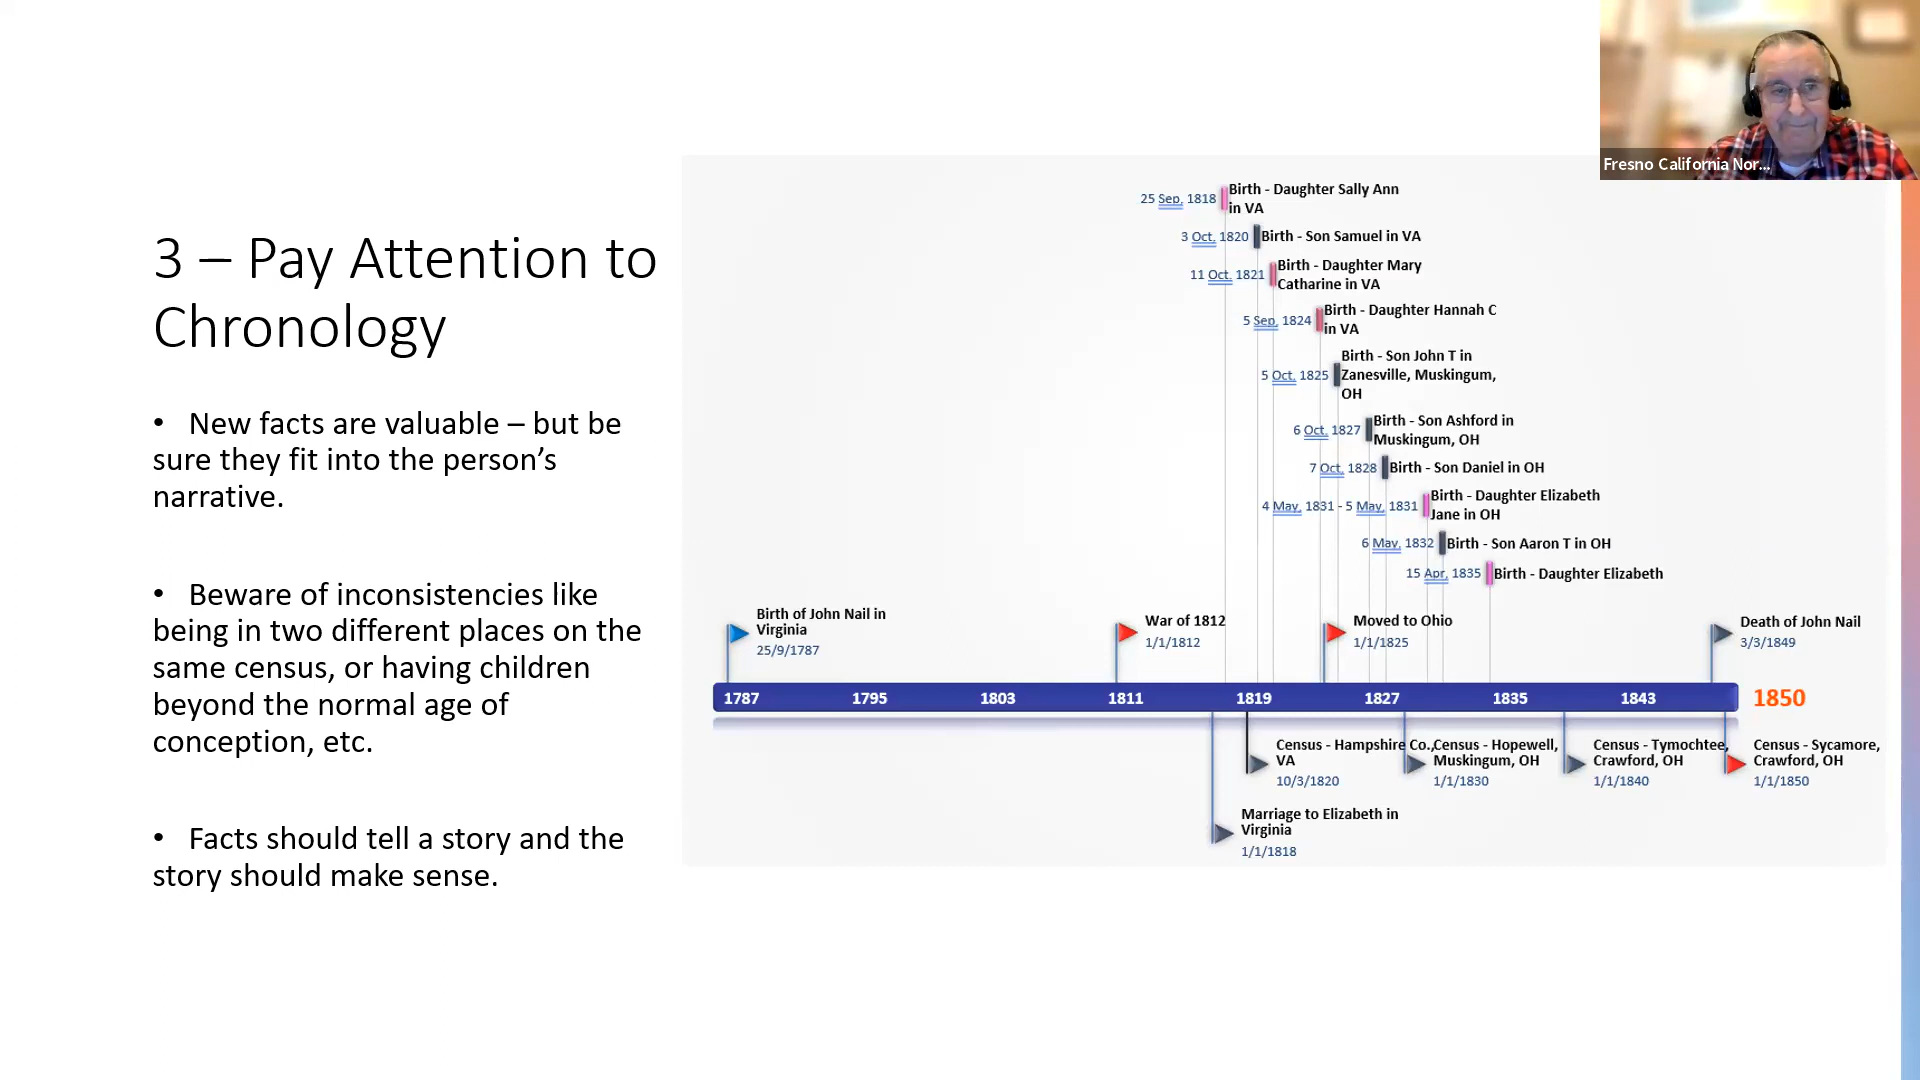 Fresno California Nor...
3 – Pay Attention to
Chronology
• New facts are valuable – but be
sure they fit into the person’s
narrative.
• Beware of inconsistencies like
being in two different places on the
same census, or having children
beyond the normal age of
conception, etc.
• Facts should tell a story and the
story should make sense.
25 Sep, 1818
Birth - Daughter Sally Ann
in VA
3 Oct, 1820
Birth - Son Samuel in VA
11 Oct, 1821
Birth - Daughter Mary
Catharine in VA
5 Sep, 1824
Birth - Daughter Hannah C
in VA
5 Oct, 1825
Birth - Son John T in
Zanesville, Muskingum,
OH
6 Oct, 1827
Birth - Son Ashford in
Muskingum, OH
7 Oct, 1828
Birth - Son Daniel in OH
4 May, 1831 - 5 May, 1831
Birth - Daughter Elizabeth
Jane in OH
6 May, 1832
Birth - Son Aaron T in OH
15 Apr, 1835
Birth - Daughter Elizabeth
Birth of John Nail in
Virginia
25/9/1787
War of 1812
1/1/1812
Moved to Ohio
1/1/1825
Death of John Nail
3/3/1849
1787 1795 1803 1811 1819 1827 1835 1843 1850
Census - Hampshire Co.,
VA
10/3/1820
Census - Hopewell,
Muskingum, OH
1/1/1830
Census - Tymochtee,
Crawford, OH
1/1/1840
Census - Sycamore,
Crawford, OH
1/1/1850
Marriage to Elizabeth in
Virginia
1/1/1818